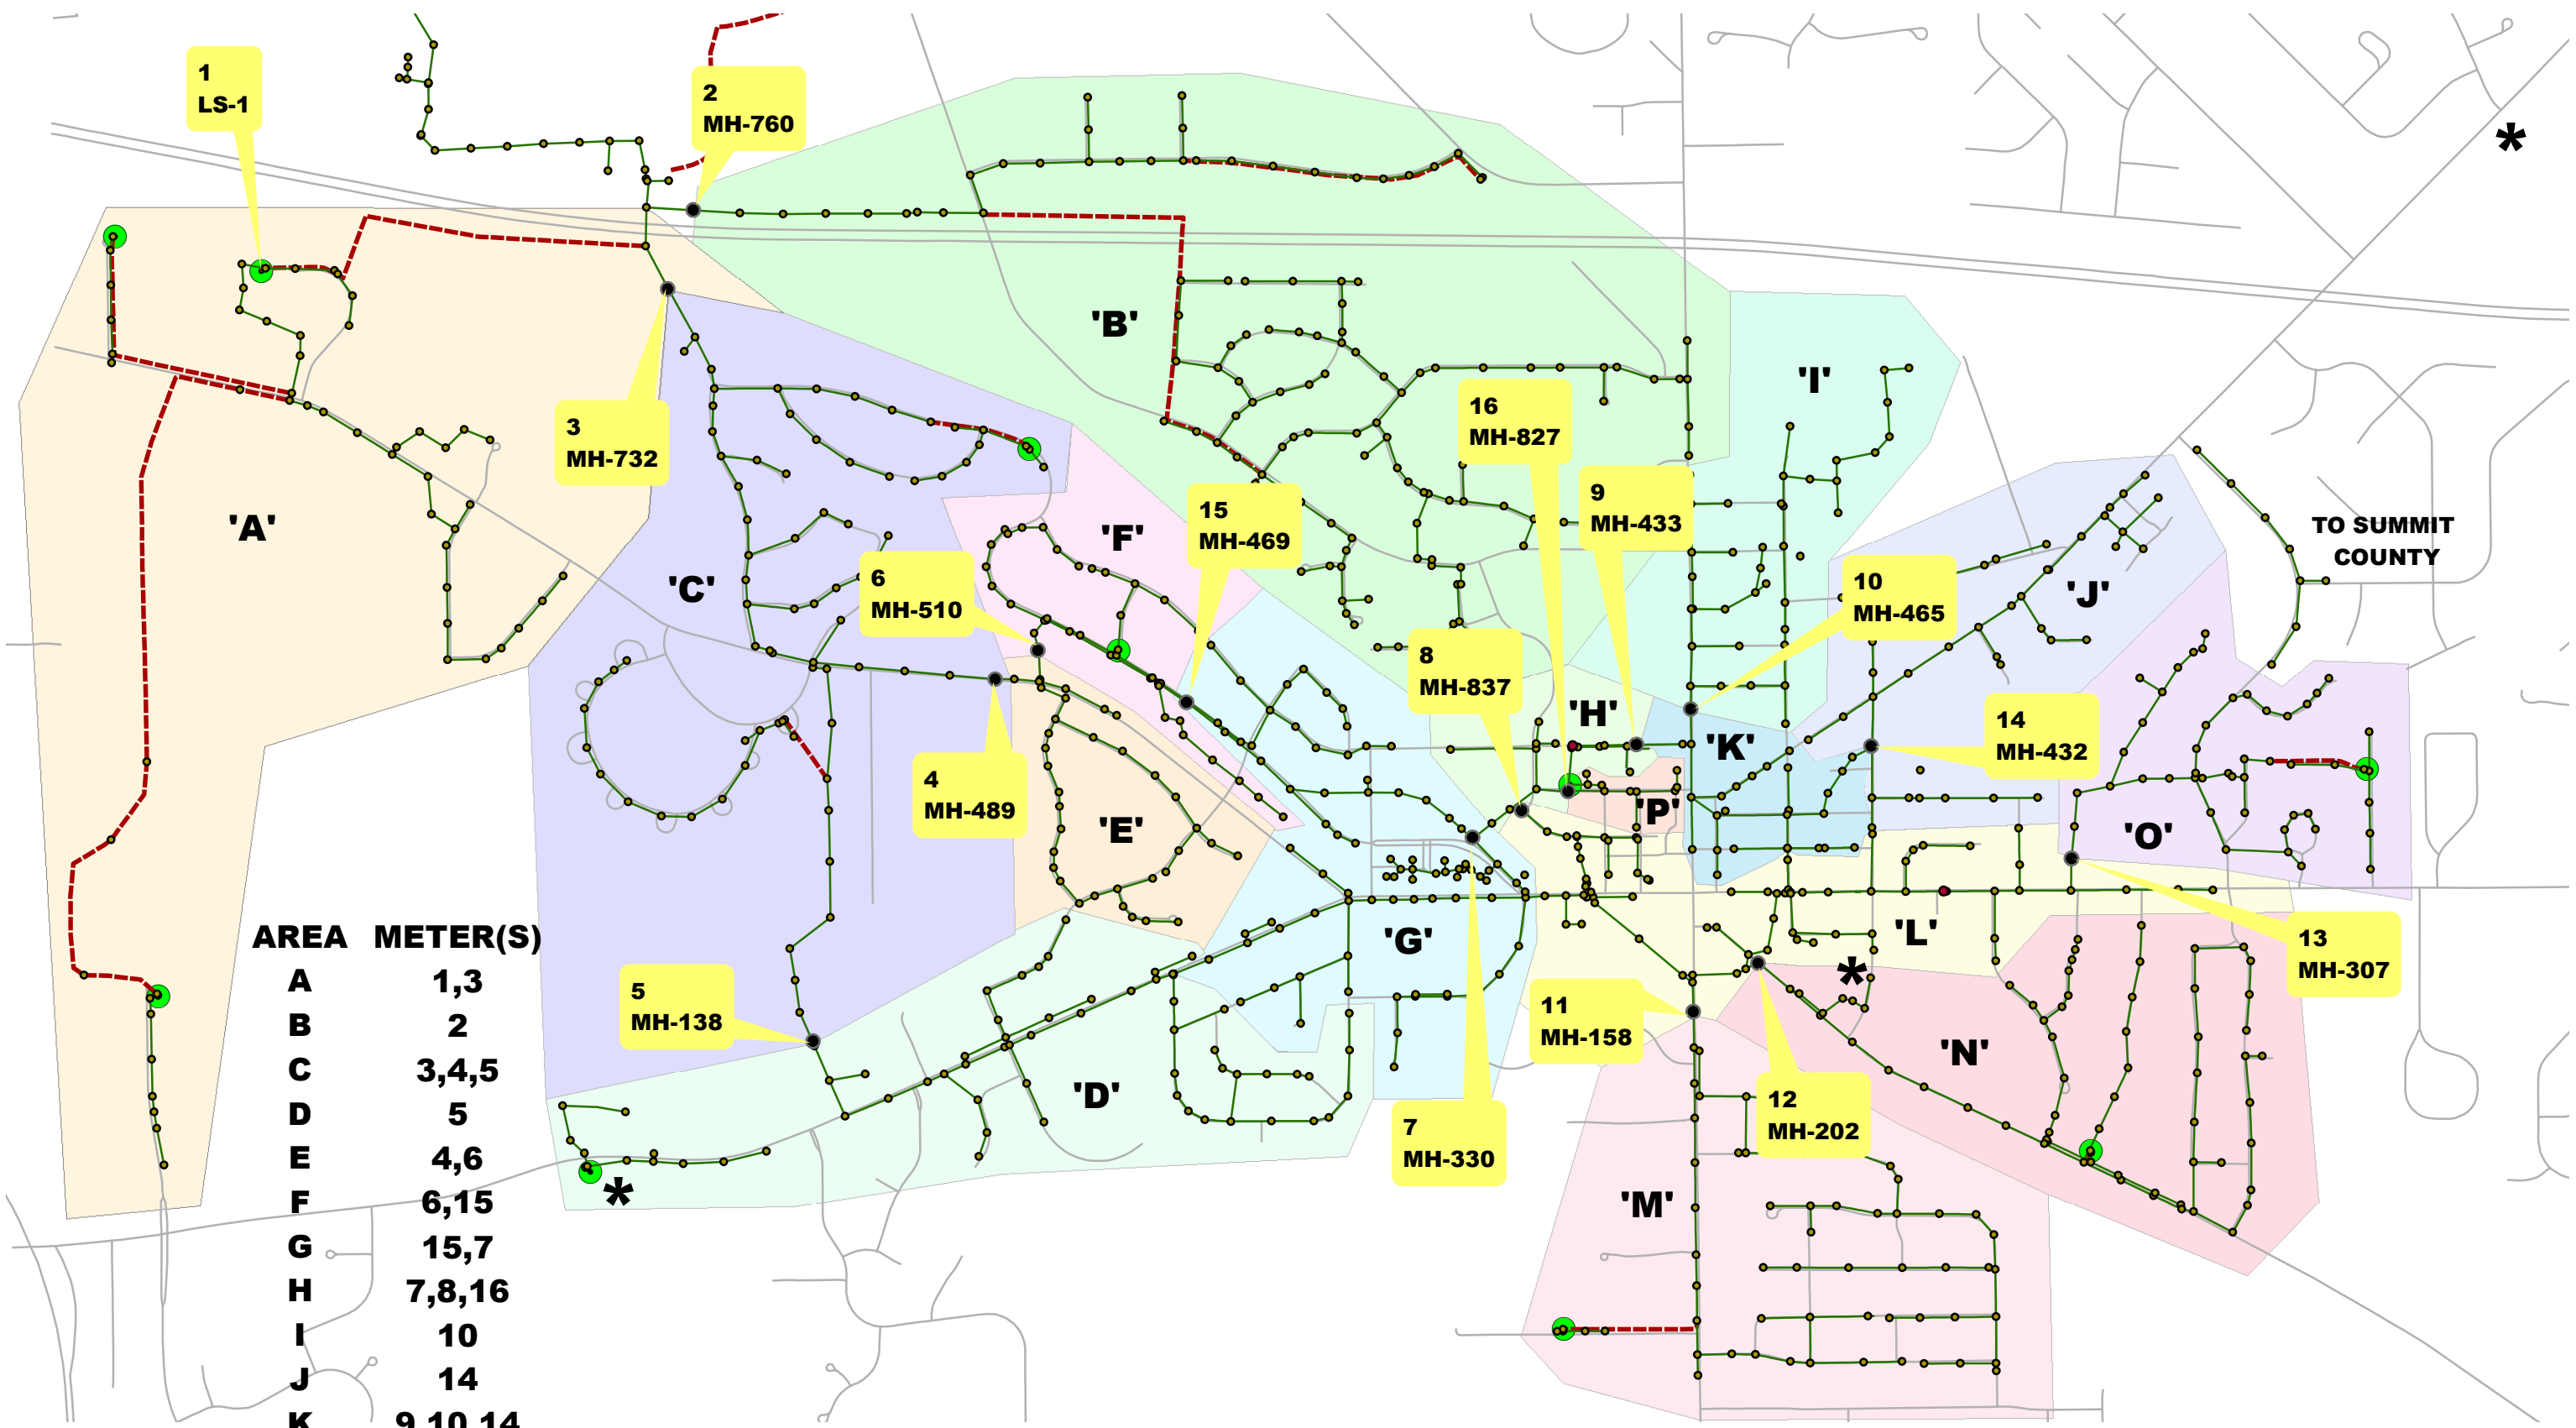 1
LS-1
2
MH-760
*
'B'
'I'
16
MH-827
3
MH-732
9
MH-433
15
MH-469
'A'
'F'
TO SUMMIT
COUNTY
'C'
6
MH-510
10
MH-465
'J'
8
MH-837
'H'
'K'
14
MH-432
4
MH-489
'E'
'P'
'O'
AREA METER(S)
A 1,3
B 2
C 3,4,5
D 5
E 4,6
F 6,15
G 15,7
H 7,8,16
I 10
J 14
K 9,10,14
'G'
'L'
13
MH-307
*
5
MH-138
11
MH-158
'N'
'D'
12
MH-202
7
MH-330
*
'M'